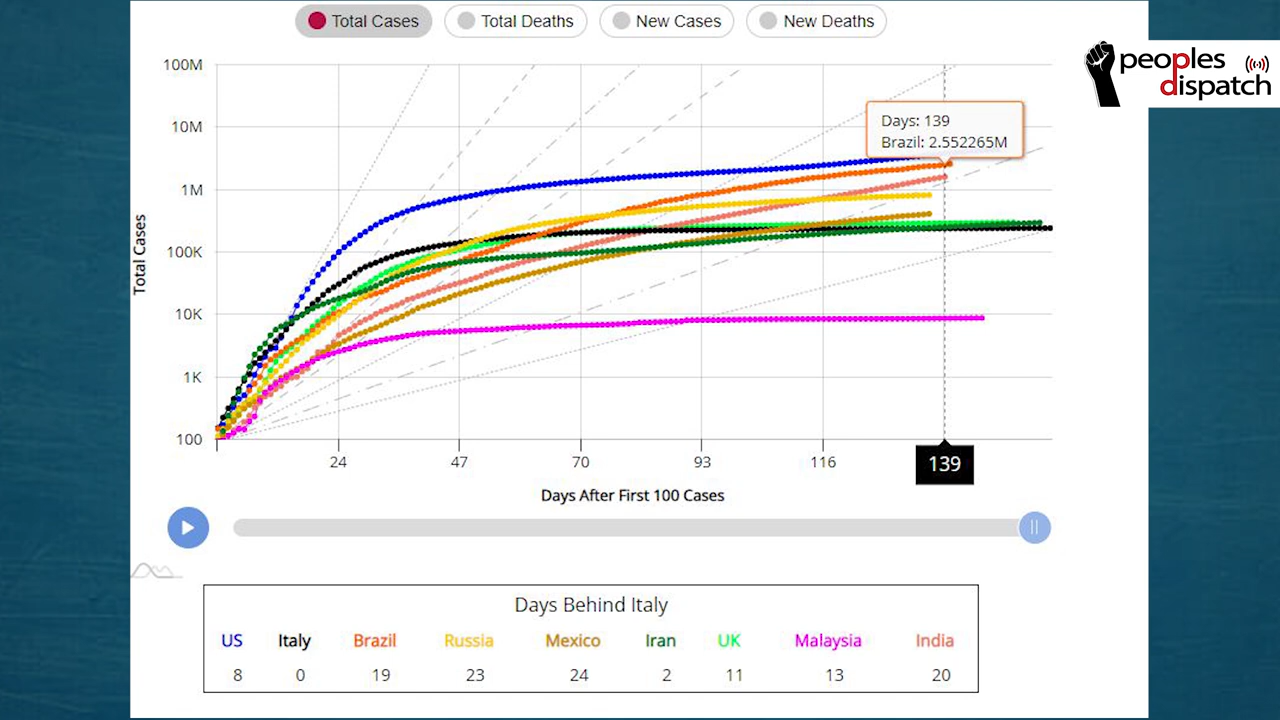 Total Cases Total Deaths New Cases New Deaths
peoples
dispatch
100M
10M
1M
100K
10K
1K
100
Total Cases
Days: 139
Brazil: 2.552265M
24 47 70 93 116 139
Days After First 100 Cases
Days Behind Italy
US Italy Brazil Russia Mexico Iran UK Malaysia India
8 0 19 23 24 2 11 13 20